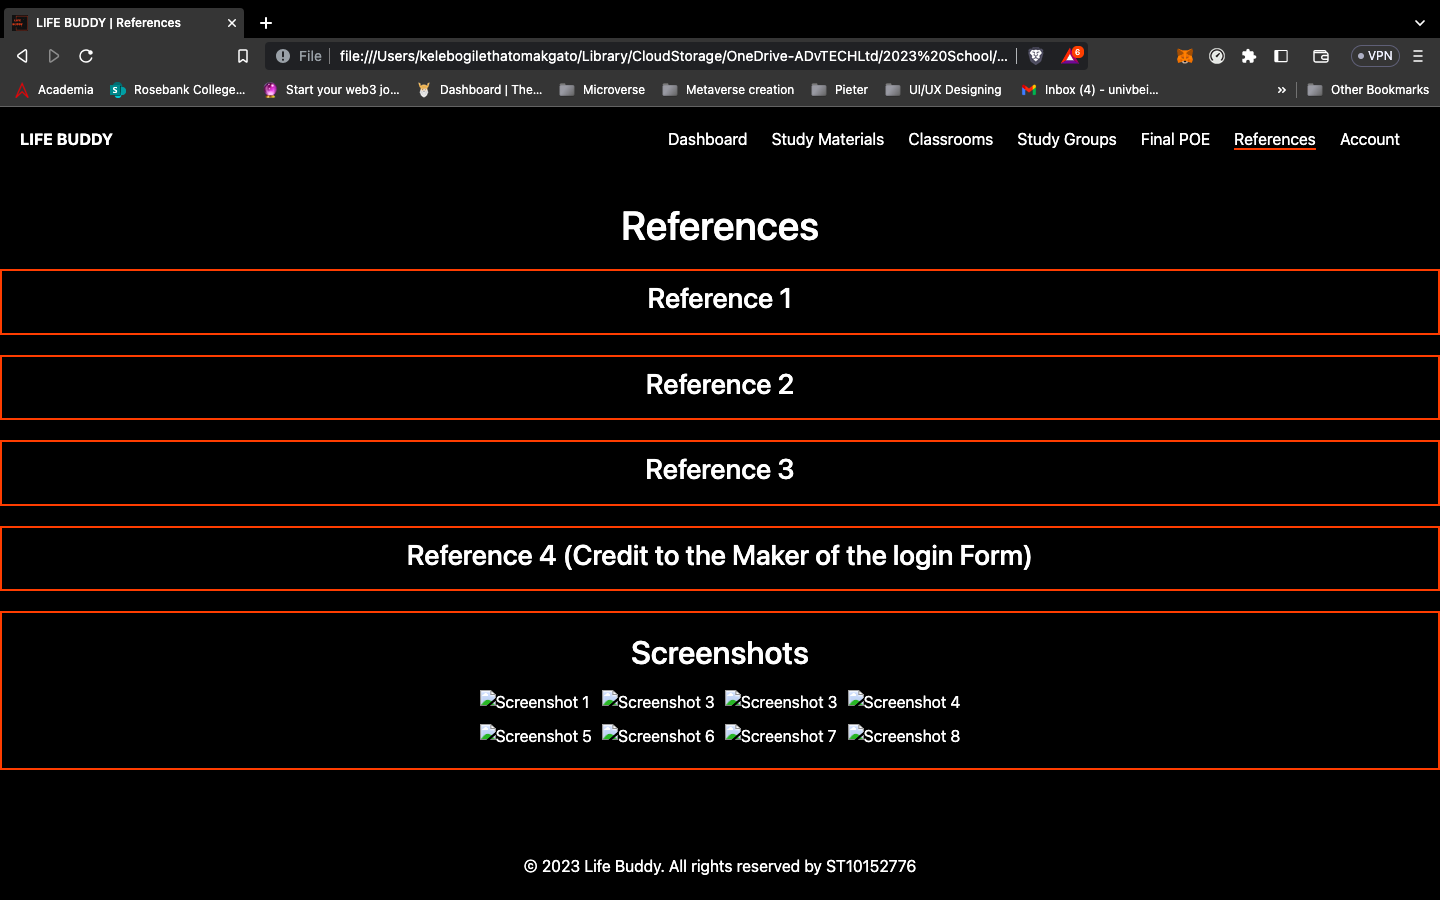 LIFE BUDDY | References
File file:///Users/kelebogilethatomakgato/Library/CloudStorage/OneDrive-ADvTECHLtd/2023%20School/... 6 VPN
Academia Rosebank College... Start your web3 jo... Dashboard | The... Microverse Metaverse creation Pieter UI/UX Designing Inbox (4) - univbei... » Other Bookmarks
LIFE BUDDY Dashboard Study Materials Classrooms Study Groups Final POE References Account
References
Reference 1
Reference 2
Reference 3
Reference 4 (Credit to the Maker of the login Form)
Screenshots
Screenshot 1 Screenshot 3 Screenshot 3 Screenshot 4
Screenshot 5 Screenshot 6 Screenshot 7 Screenshot 8
© 2023 Life Buddy. All rights reserved by ST10152776